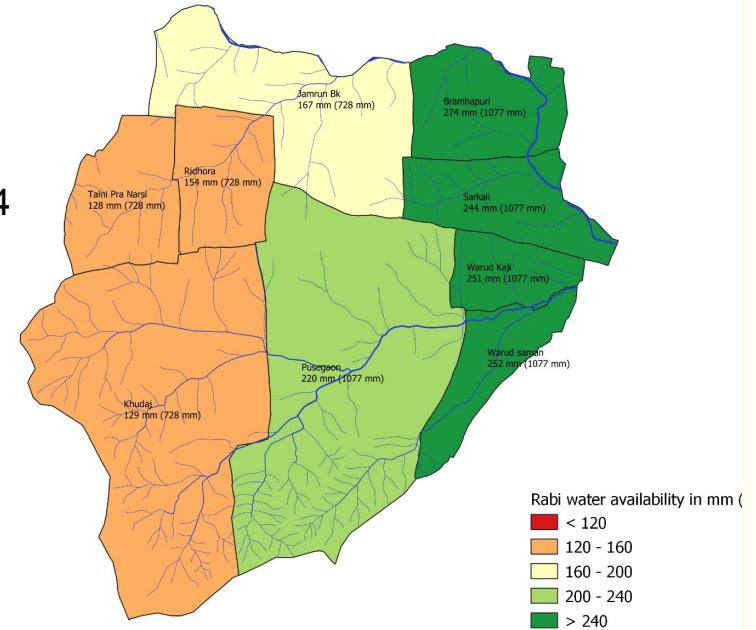 Jamrun Bk
167 mm (728 mm)
Bramhapuri
274 mm (1077 mm)
Ridhora
154 mm (728 mm)
Talni Pra Narsi
128 mm (728 mm)
4
Sarkali
244 mm (1077 mm)
Warud Kaji
251 mm (1077 mm)
Warud saman
252 mm (1077 mm)
Pusegaon
220 mm (1077 mm)
Khudaj
129 mm (728 mm)
Rabi water availability in mm (
< 120
120 - 160
160 - 200
200 - 240
> 240